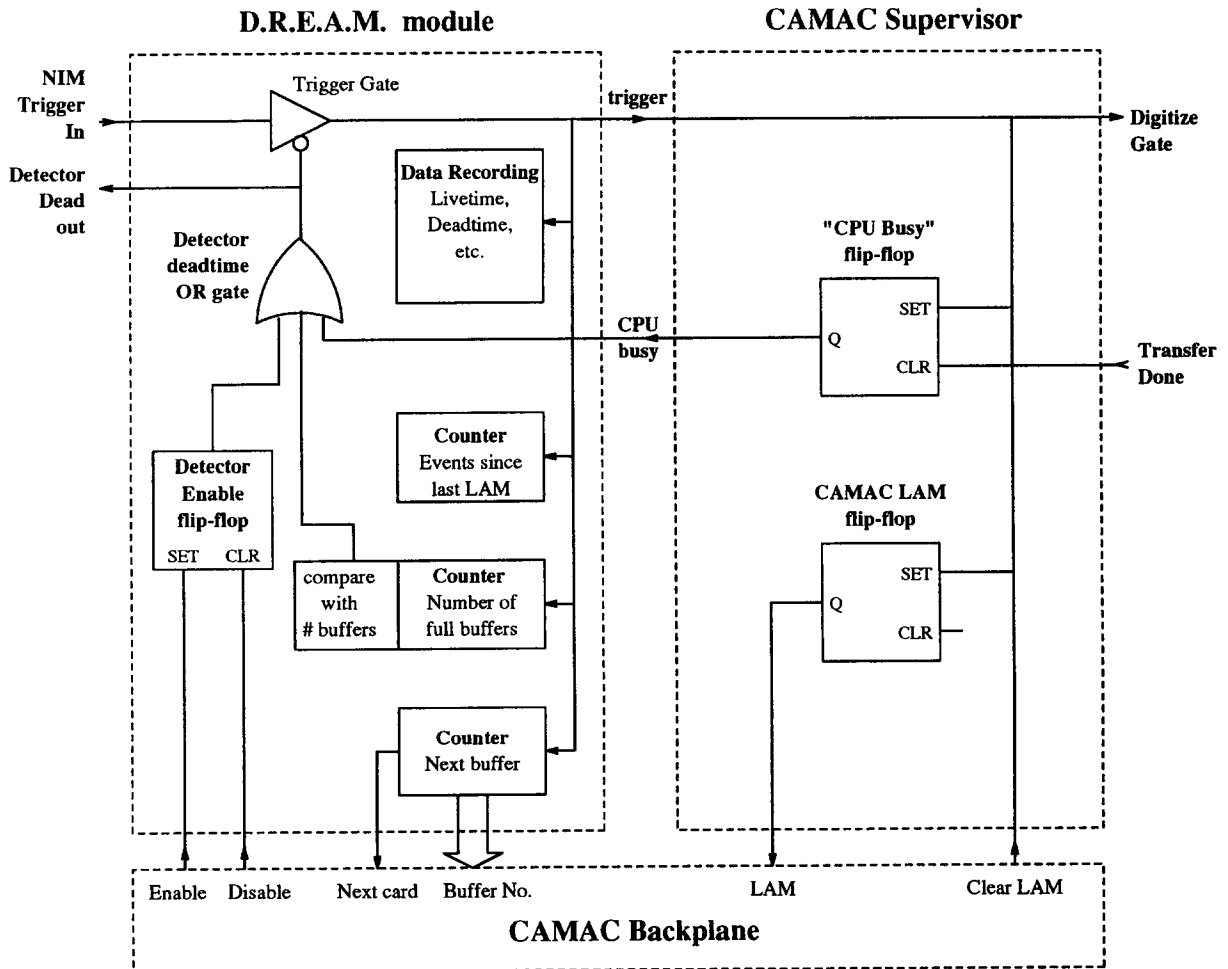 D.R.E.A.M. module
CAMAC Supervisor
NIM
Trigger
In
Trigger Gate
trigger
Digitize
Gate
Detector
Dead
out
Data Recording
Livetime,
Deadtime,
etc.
Detector
deadtime
OR gate
"CPU Busy"
flip-flop
SET
Q
CLR
CPU
busy
Transfer
Done
Counter
Events since
last LAM
Detector
Enable
flip-flop
SET CLR
CAMAC LAM
flip-flop
SET
Q
CLR
compare
with
# buffers
Counter
Number of
full buffers
Counter
Next buffer
Enable
Disable
Next card
Buffer No.
LAM
Clear LAM
CAMAC Backplane